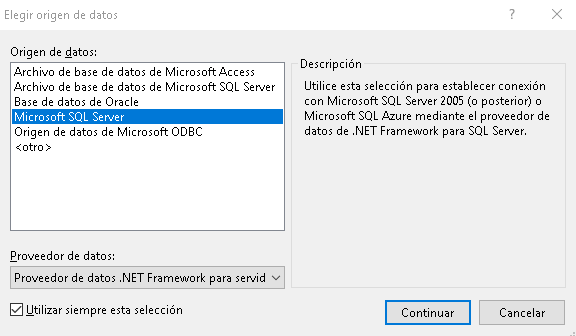 Elegir origen de datos
Origen de datos:
Archivo de base de datos de Microsoft Access
Archivo de base de datos de Microsoft SQL Server
Base de datos de Oracle
Microsoft SQL Server
Origen de datos de Microsoft ODBC
<otro>
Descripción
Utilice esta selección para establecer conexión
con Microsoft SQL Server 2005 (o posterior) o
Microsoft SQL Azure mediante el proveedor de
datos de .NET Framework para SQL Server.
Proveedor de datos:
Proveedor de datos .NET Framework para servid
Utilizar siempre esta selección
Continuar
Cancelar